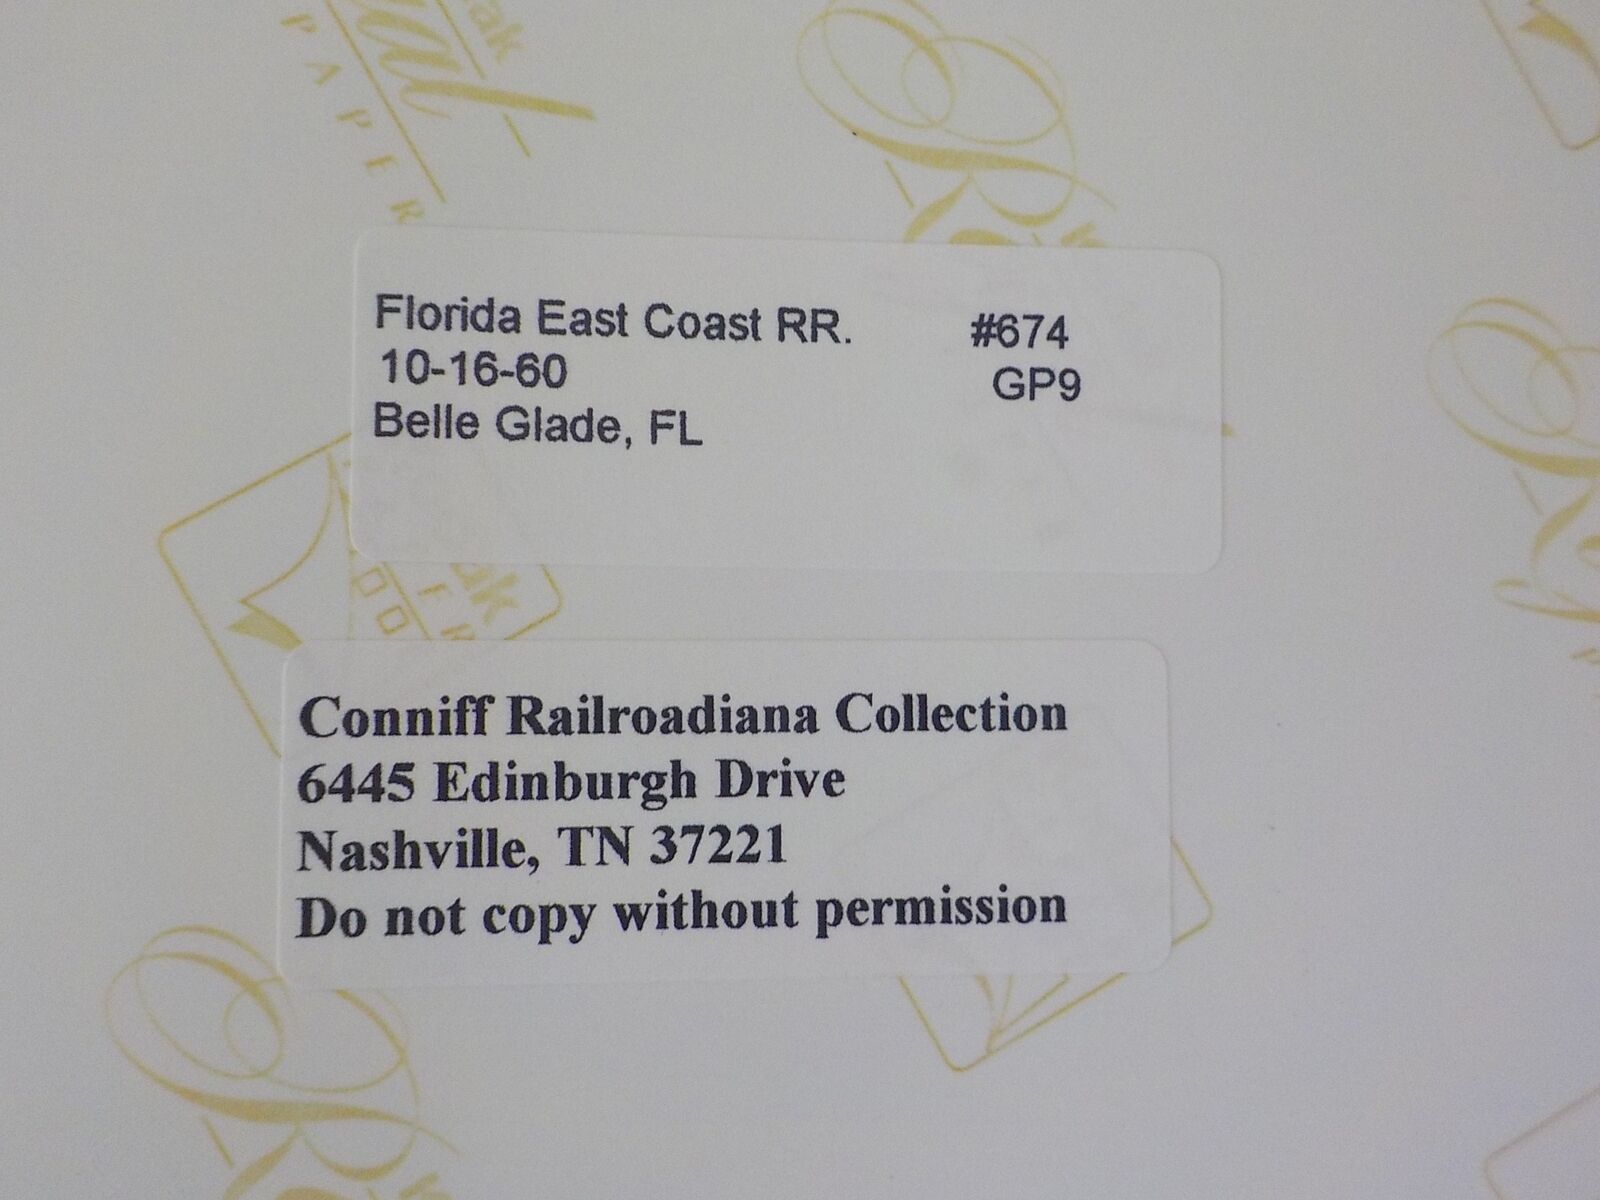 Florida East Coast RR. #674
10-16-60 GP9
Belle Glade, FL
Conniff Railroadiana Collection
6445 Edinburgh Drive
Nashville, TN 37221
Do not copy without permission
PAPER